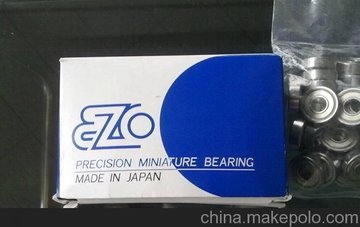 EZO
PRECISION MINIATURE BEARING
MADE IN JAPAN
china.makepolo.com